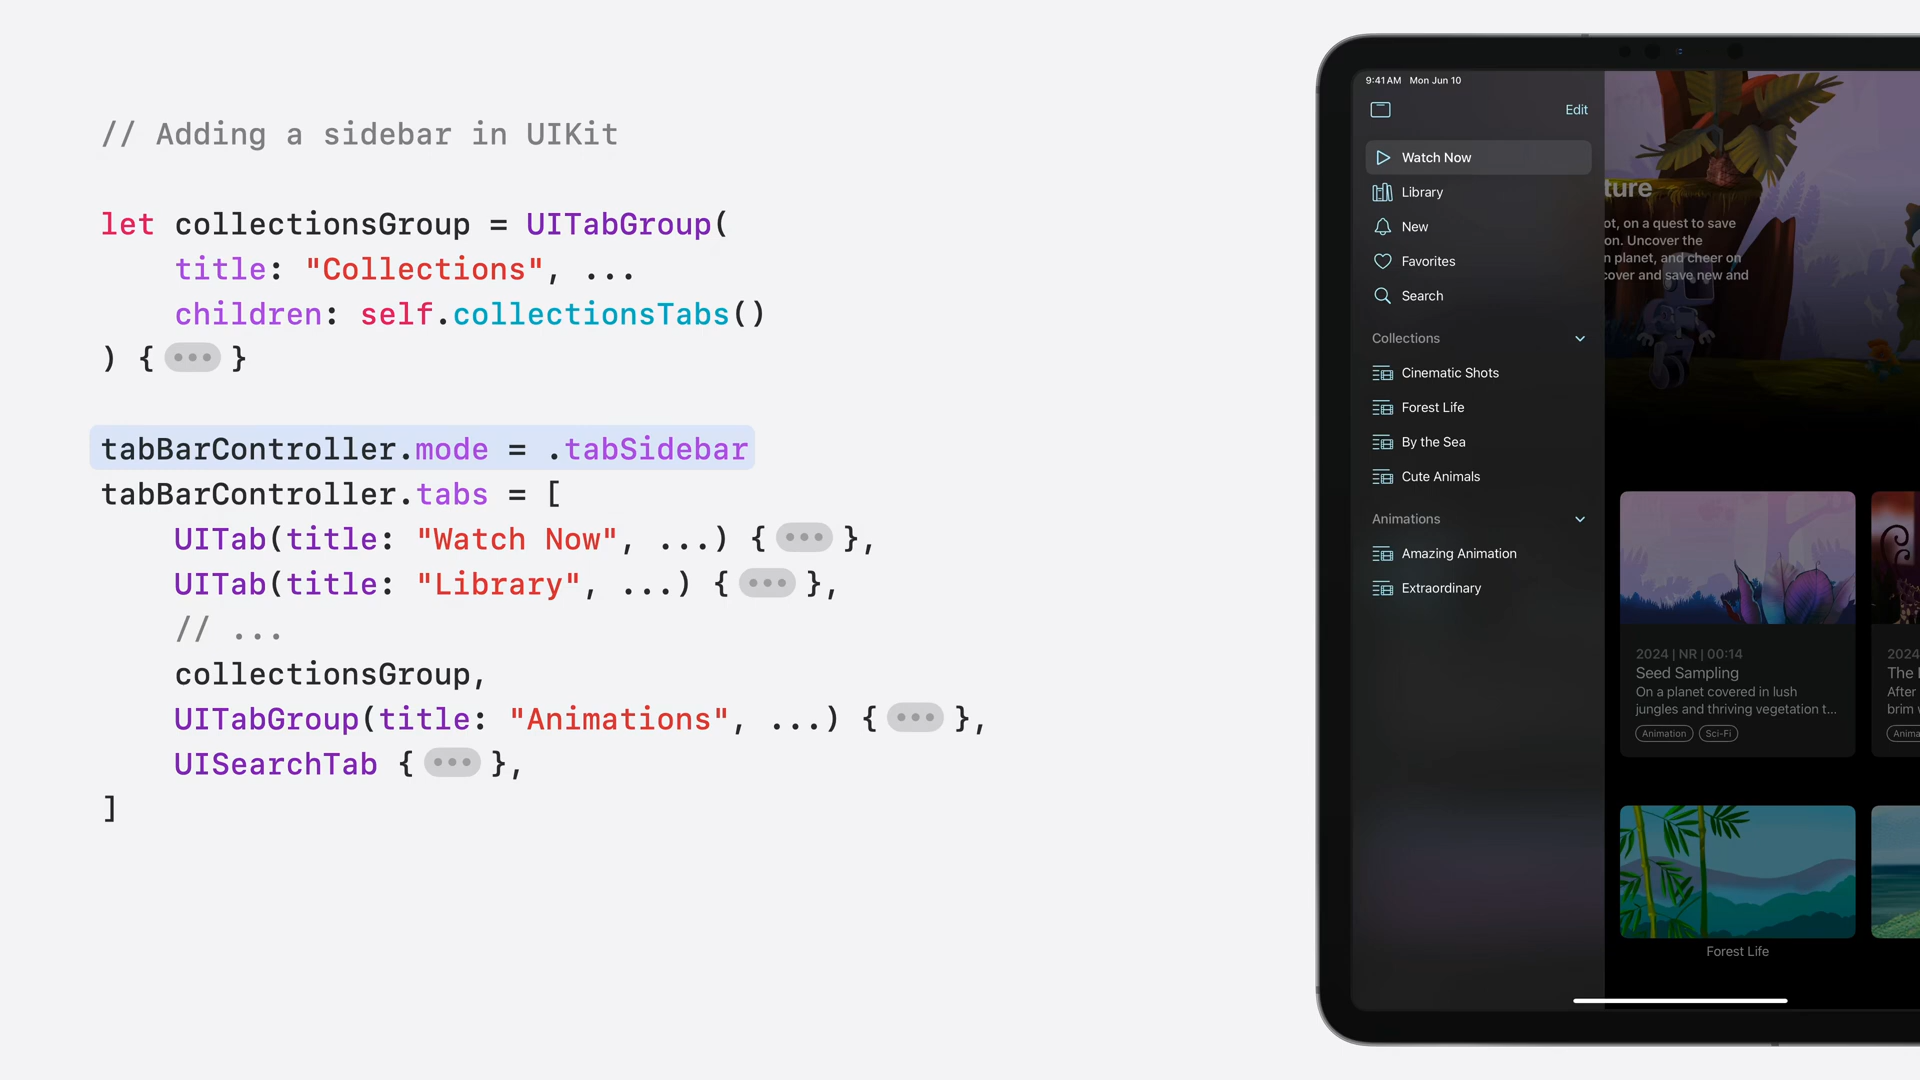 // Adding a sidebar in UIKit
let collectionsGroup = UITabGroup(
title: "Collections", ...
children: self.collectionsTabs()
) { ••• }
tabBarController.mode = .tabSidebar
tabBarController.tabs = [
UITab(title: "Watch Now", ...) { ••• },
UITab(title: "Library", ...) { ••• },
// ...
collectionsGroup,
UITabGroup(title: "Animations", ...) { ••• },
UISearchTab { ••• },
]
9:41 AM Mon Jun 10
Edit
Watch Now
Library
New
Favorites
Search
Collections
Cinematic Shots
Forest Life
By the Sea
Cute Animals
Animations
Amazing Animation
Extraordinary
ture
ot, on a quest to save
on. Uncover the
n planet, and cheer on
cover and save new and
2024 | NR | 00:14
Seed Sampling
On a planet covered in lush
jungles and thriving vegetation t...
Animation Sci-Fi
2024
The
After
brim
Anima
Forest Life